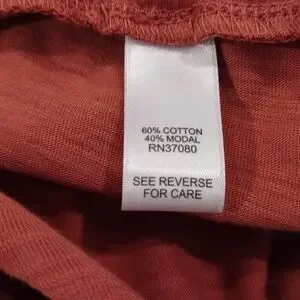 60% COTTON
40% MODAL
RN37080
SEE REVERSE
FOR CARE